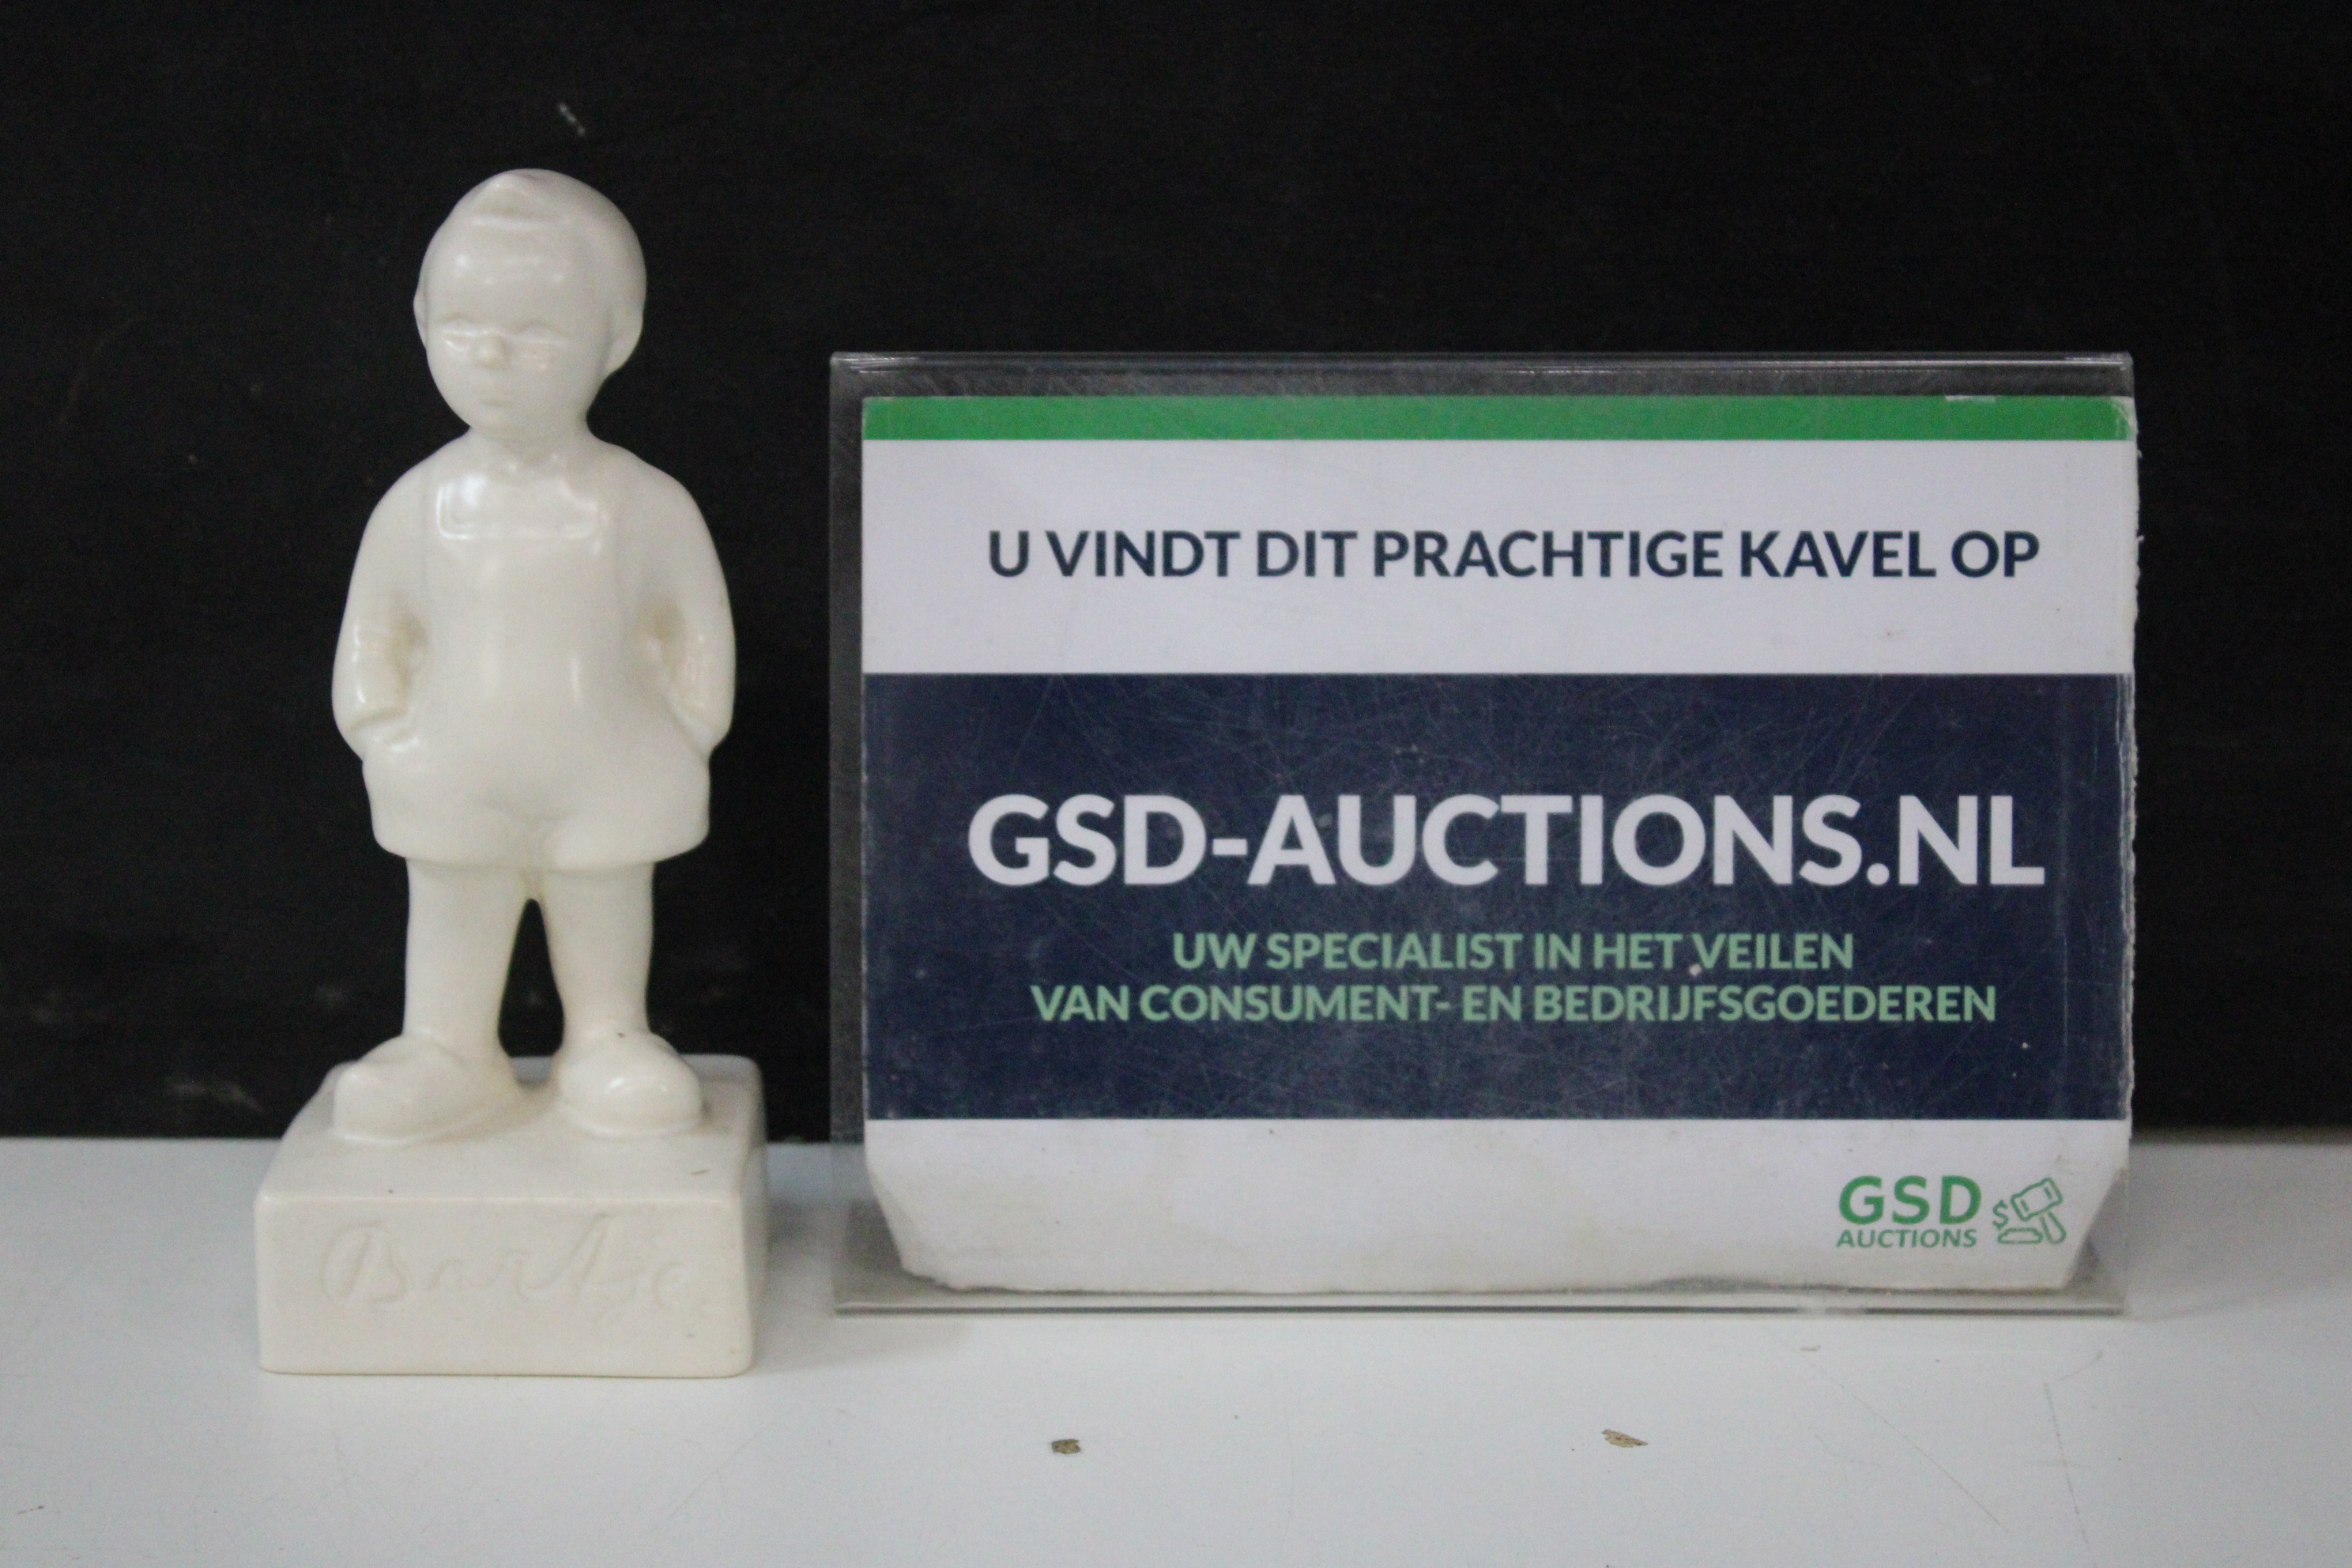 Bartje.
U VINDT DIT PRACHTIGE KAVEL OP
GSD-AUCTIONS.NL
UW SPECIALIST IN HET VEILEN
VAN CONSUMENT- EN BEDRIJFSGOEDEREN
GSD
AUCTIONS
$